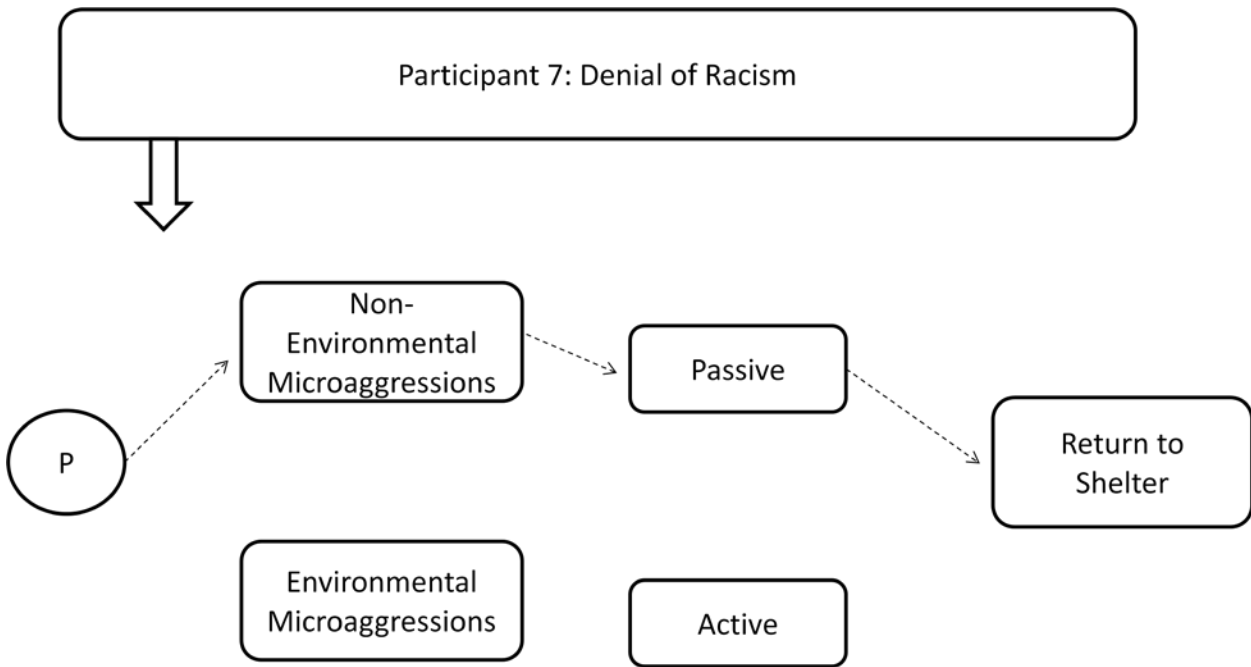 Participant 7: Denial of Racism
Non-
Environmental
Microaggressions
Passive
P
Return to
Shelter
Environmental
Microaggressions
Active